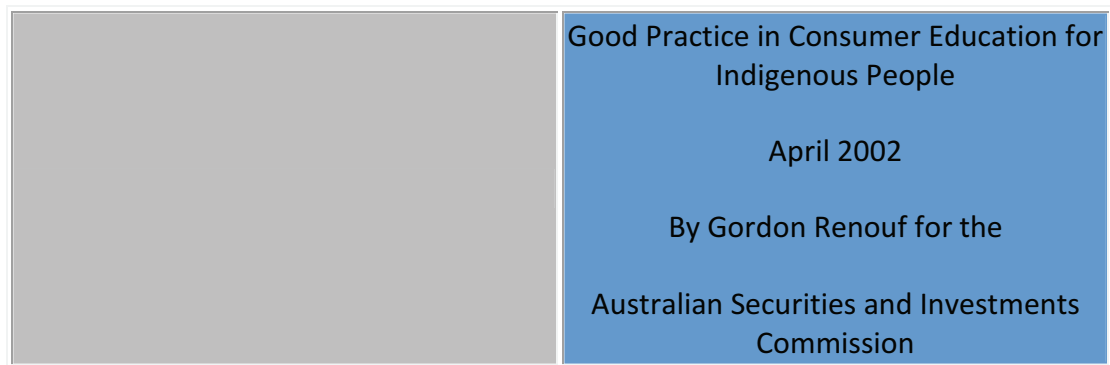 Good Practice in Consumer Education for
Indigenous People
April 2002
By Gordon Renouf for the
Australian Securities and Investments
Commission